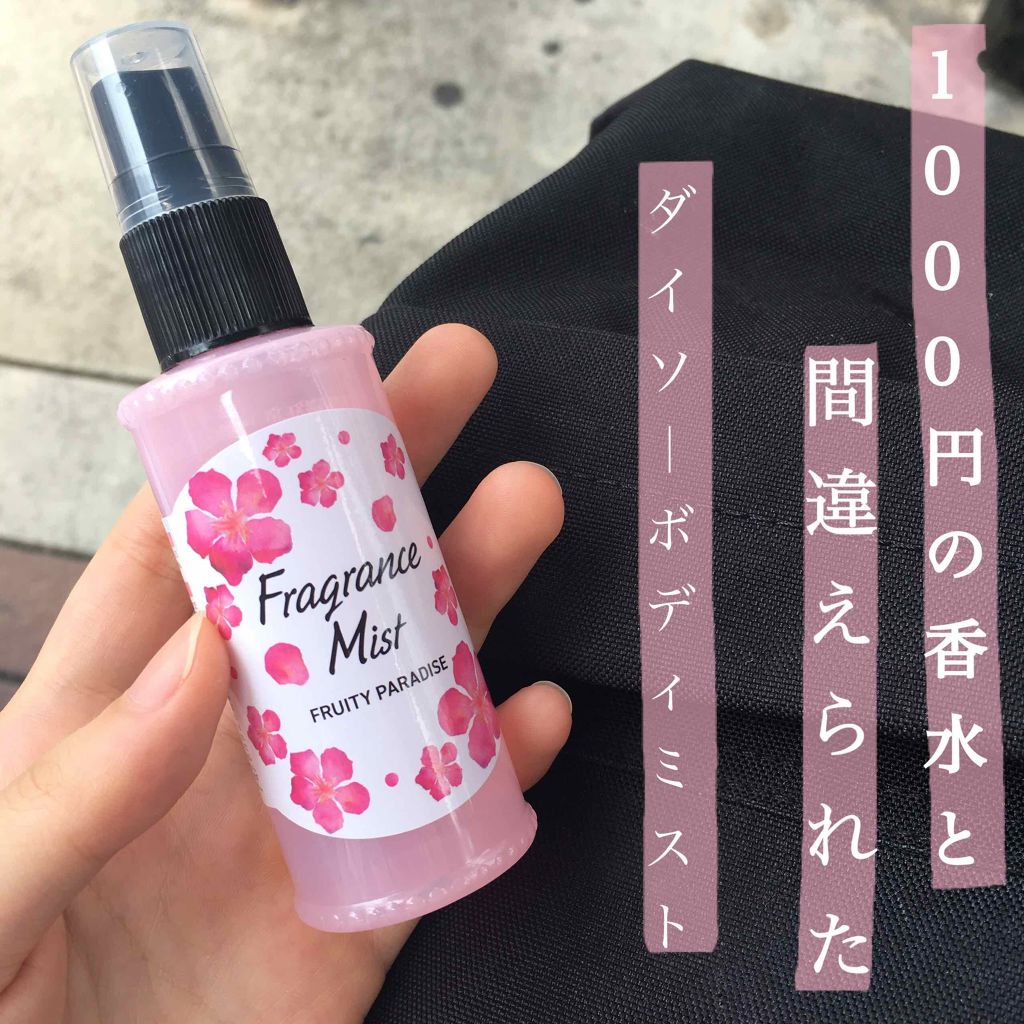 1000円の香水と
間違えられた
ダイソーボディミスト
Fragrance
Mist
FRUITY PARADISE